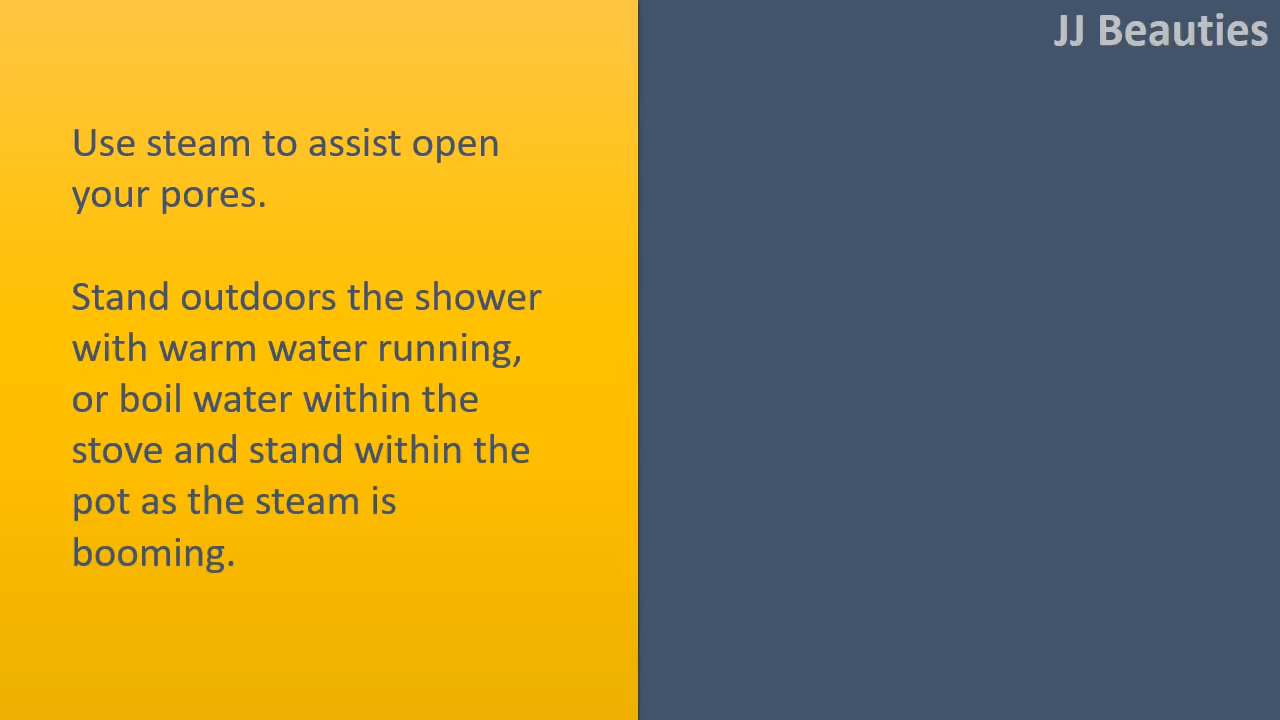 JJ Beauties
Use steam to assist open
your pores.
Stand outdoors the shower
with warm water running,
or boil water within the
stove and stand within the
pot as the steam is
booming.